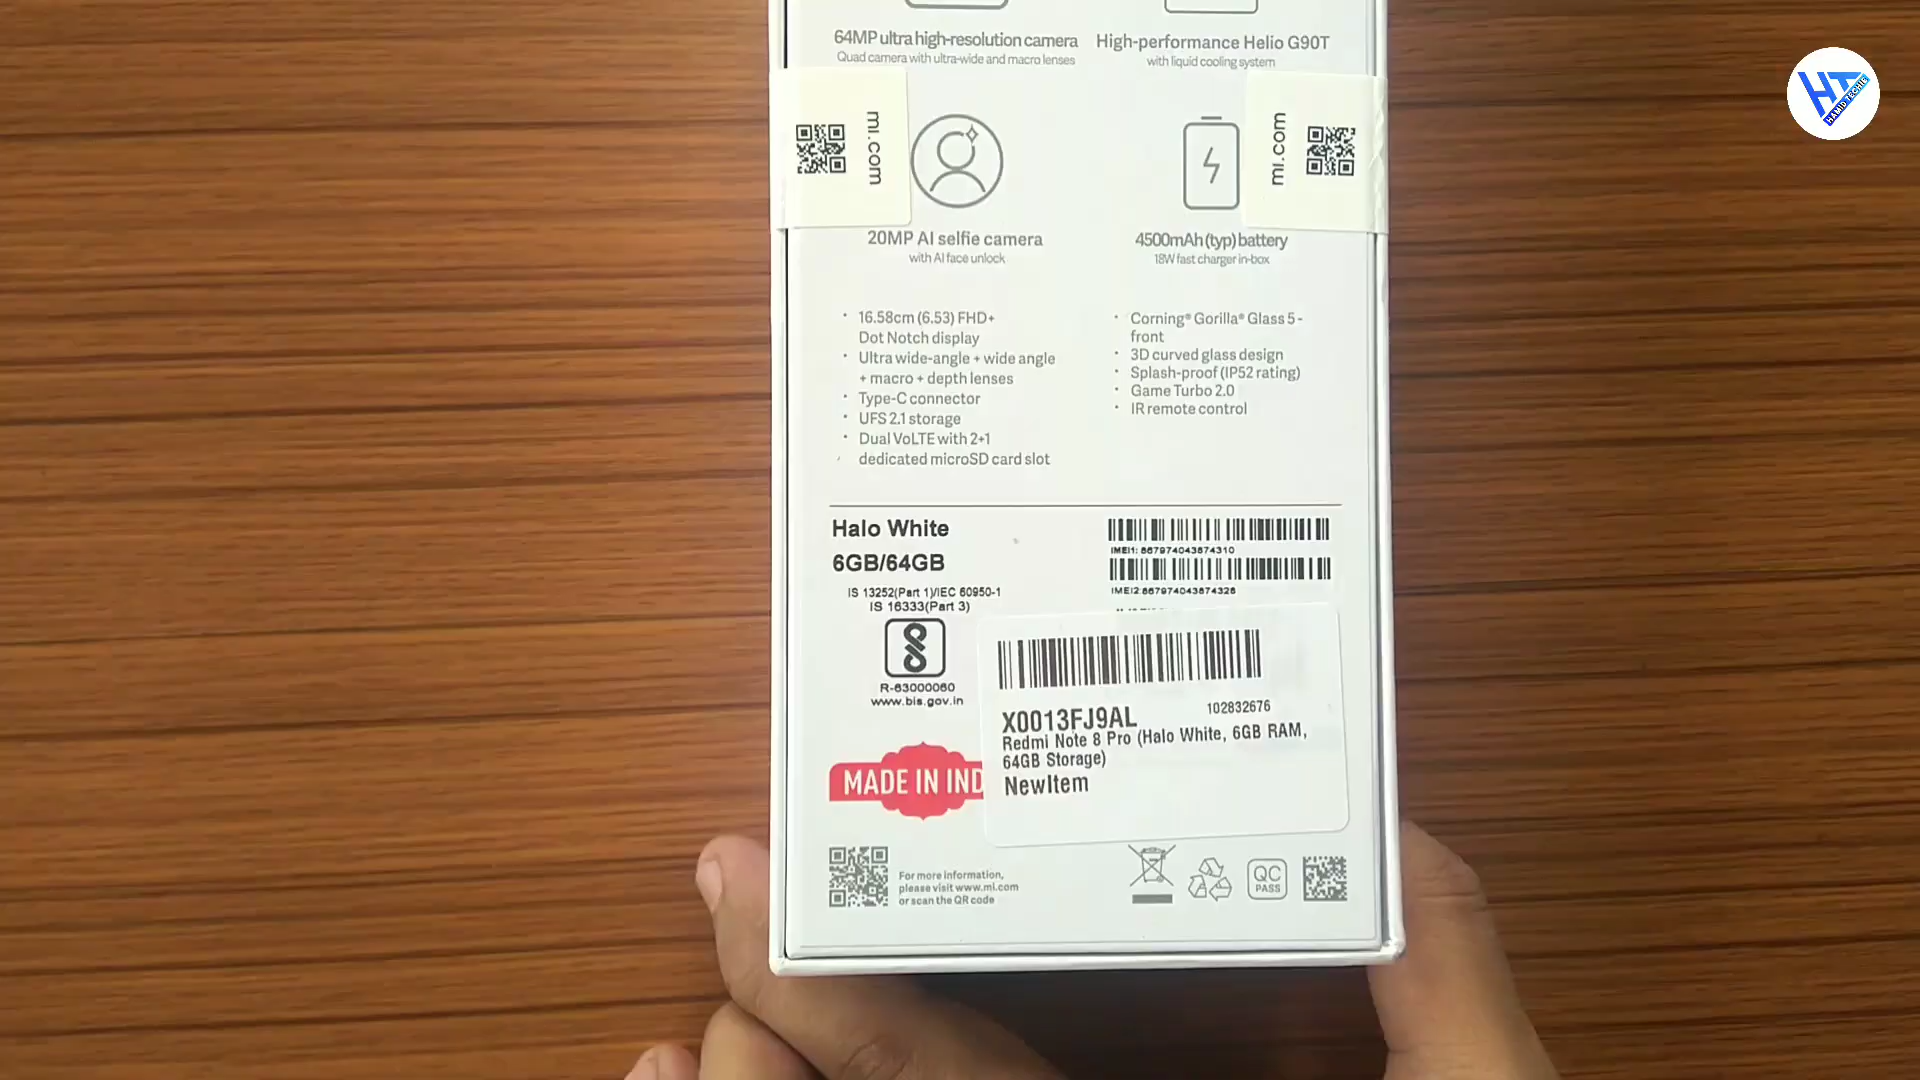 64MP ultra high-resolution camera
Quad camera with ultra-wide and macro lenses
High-performance Helio G90T
with liquid cooling system
mi.com
mi.com
20MP AI selfie camera
with AI face unlock
4500mAh (typ) battery
18W fast charger in-box
16.58cm (6.53) FHD+
Dot Notch display
Ultra wide-angle + wide angle
+ macro + depth lenses
Type-C connector
UFS 2.1 storage
Dual VoLTE with 2+1
dedicated microSD card slot
Corning® Gorilla® Glass 5 -
front
3D curved glass design
Splash-proof (IP52 rating)
Game Turbo 2.0
IR remote control
Halo White
6GB/64GB
IS 13252(Part 1)/IEC 60950-1
IS 16333(Part 3)
R-63000060
www.bis.gov.in
IMEI1: 867974043874310
IMEI2:867974043874328
X0013FJ9AL
102832676
Redmi Note 8 Pro (Halo White, 6GB RAM,
64GB Storage)
NewItem
MADE IN IND
For more information,
please visit www.mi.com
or scan the QR code
QC
PASS
HT
HAMID TECHIE